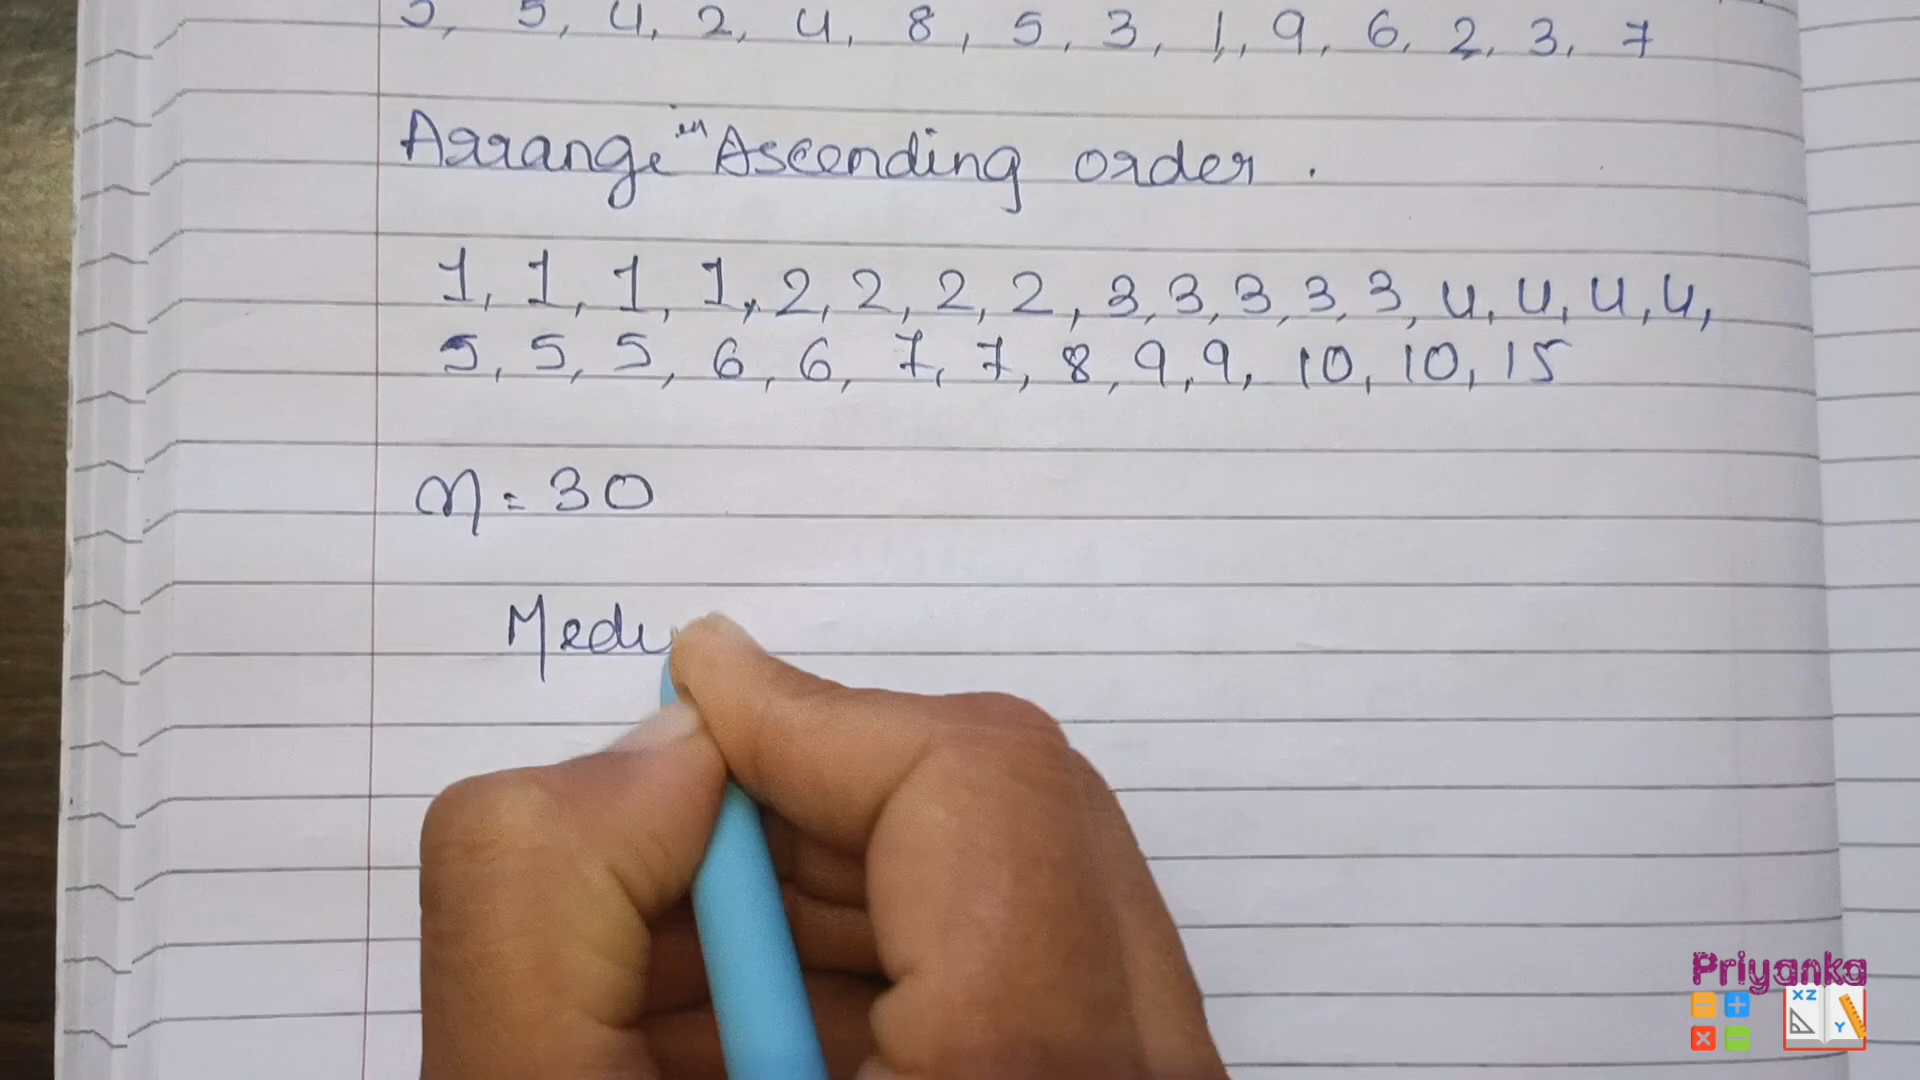 5, 5, 4, 2, 4, 8, 5, 3, 1, 9, 6, 2, 3, 7
Arrange in Ascending order.
1, 1, 1, 1, 2, 2, 2, 2, 3, 3, 3, 3, 3, 4, 4, 4, 4,
5, 5, 5, 6, 6, 7, 7, 8, 9, 9, 10, 10, 15
n = 30
Medi
Priyanka
XZ
Y